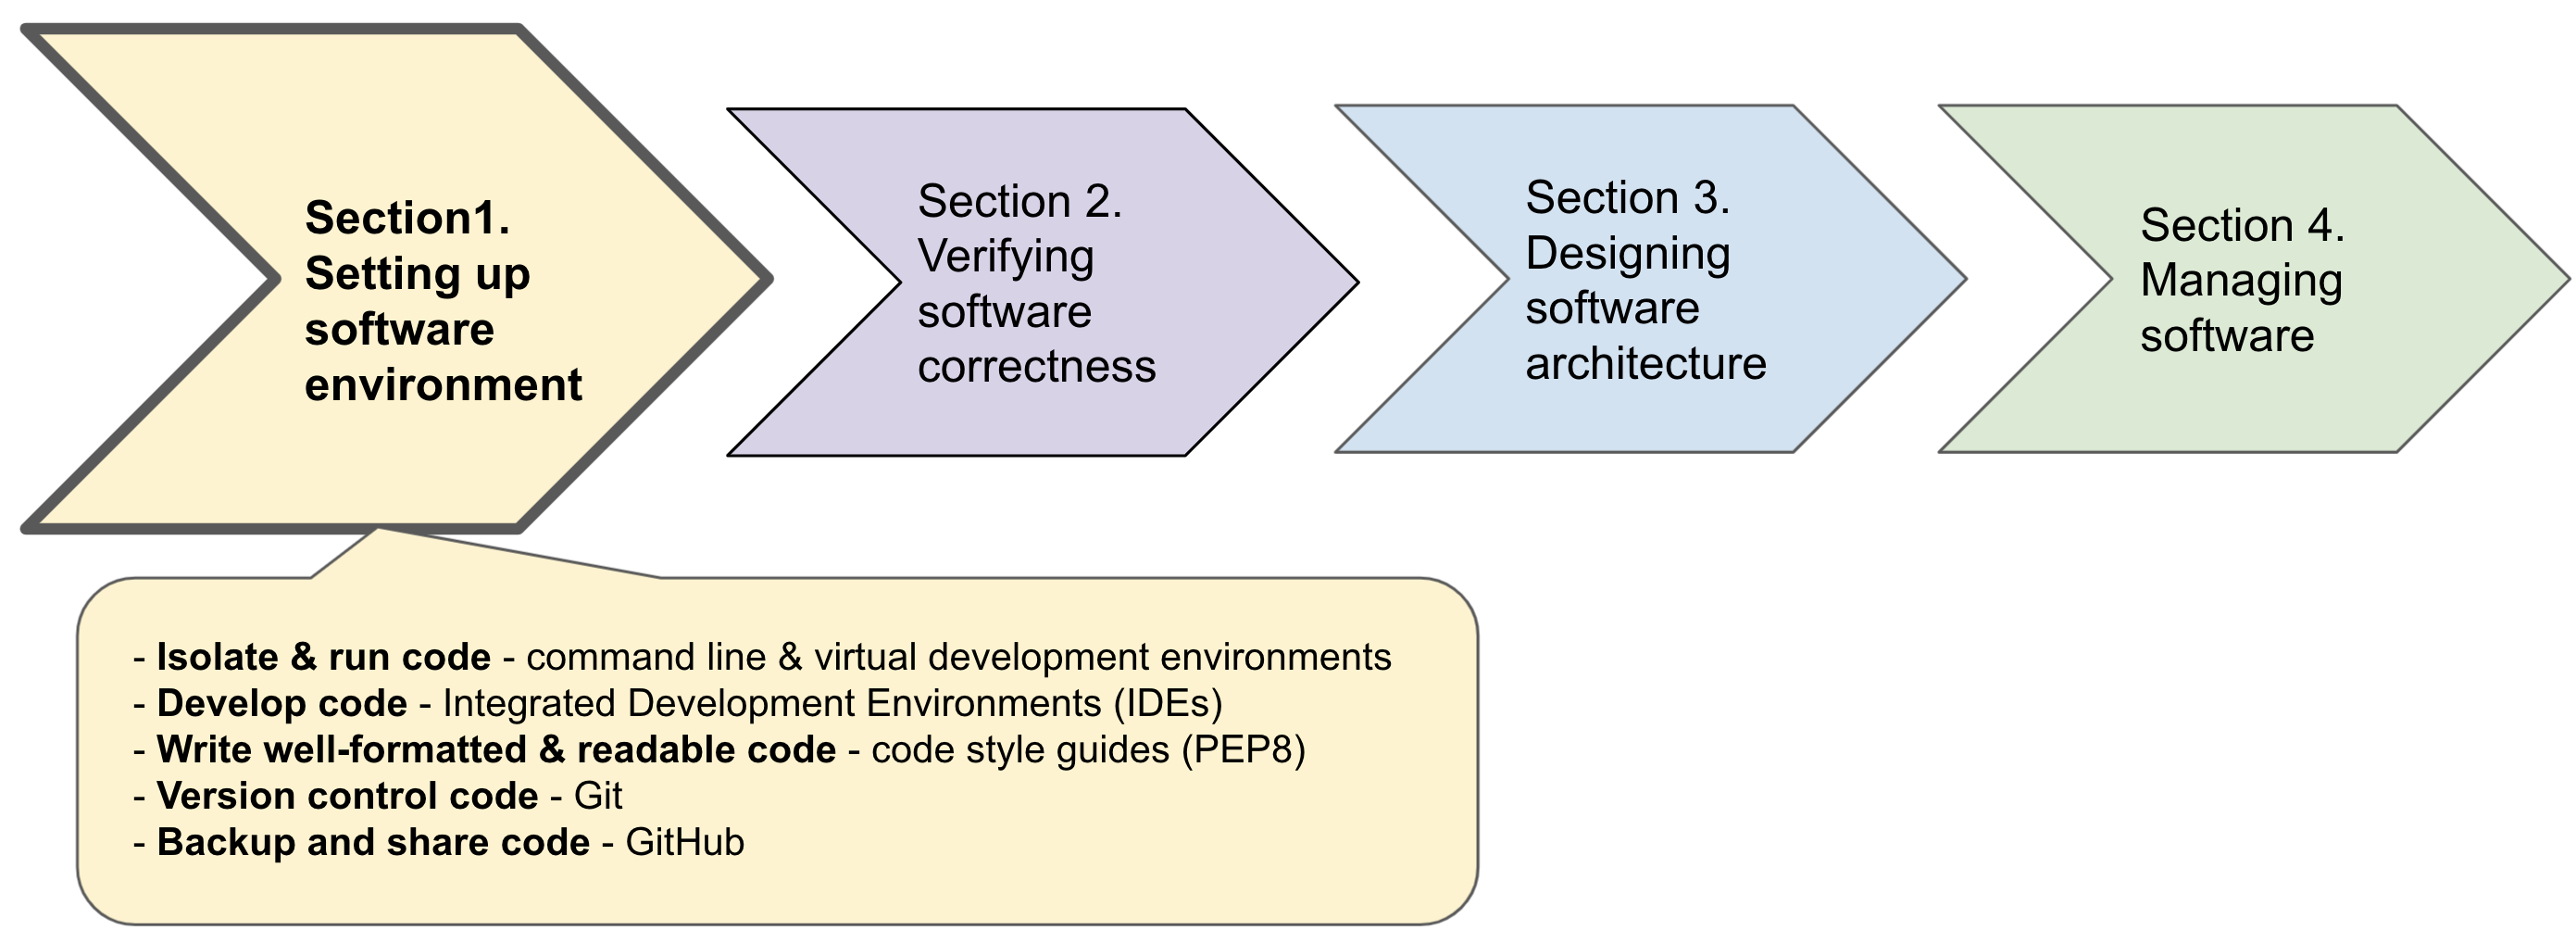 Section1.
Setting up
software
environment
Section 2.
Verifying
software
correctness
Section 3.
Designing
software
architecture
Section 4.
Managing
software
- Isolate & run code - command line & virtual development environments
- Develop code - Integrated Development Environments (IDEs)
- Write well-formatted & readable code - code style guides (PEP8)
- Version control code - Git
- Backup and share code - GitHub